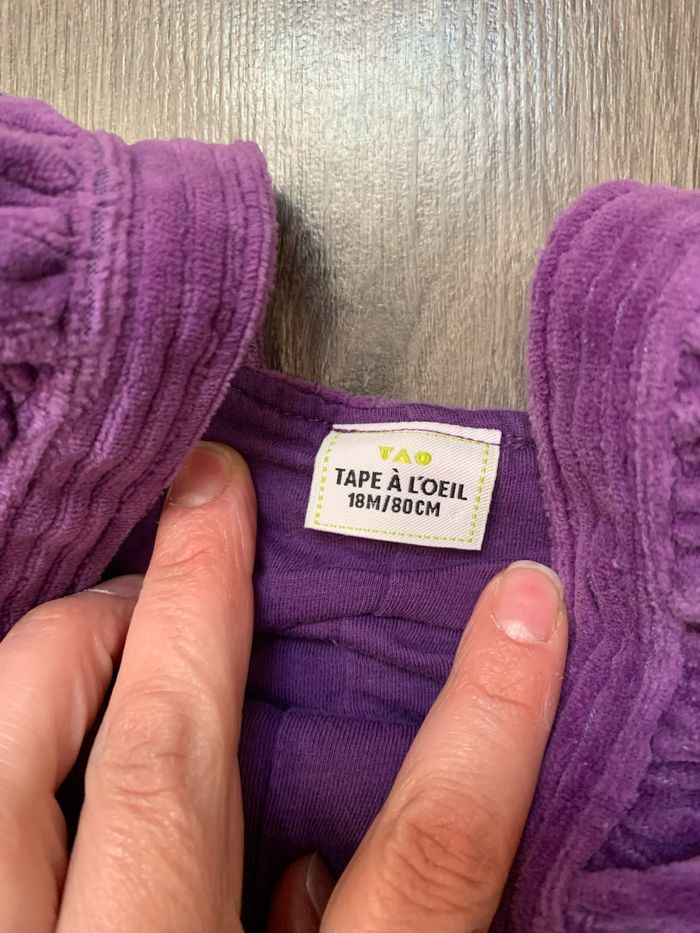 TAO
TAPE À L'OEIL
18M/80CM